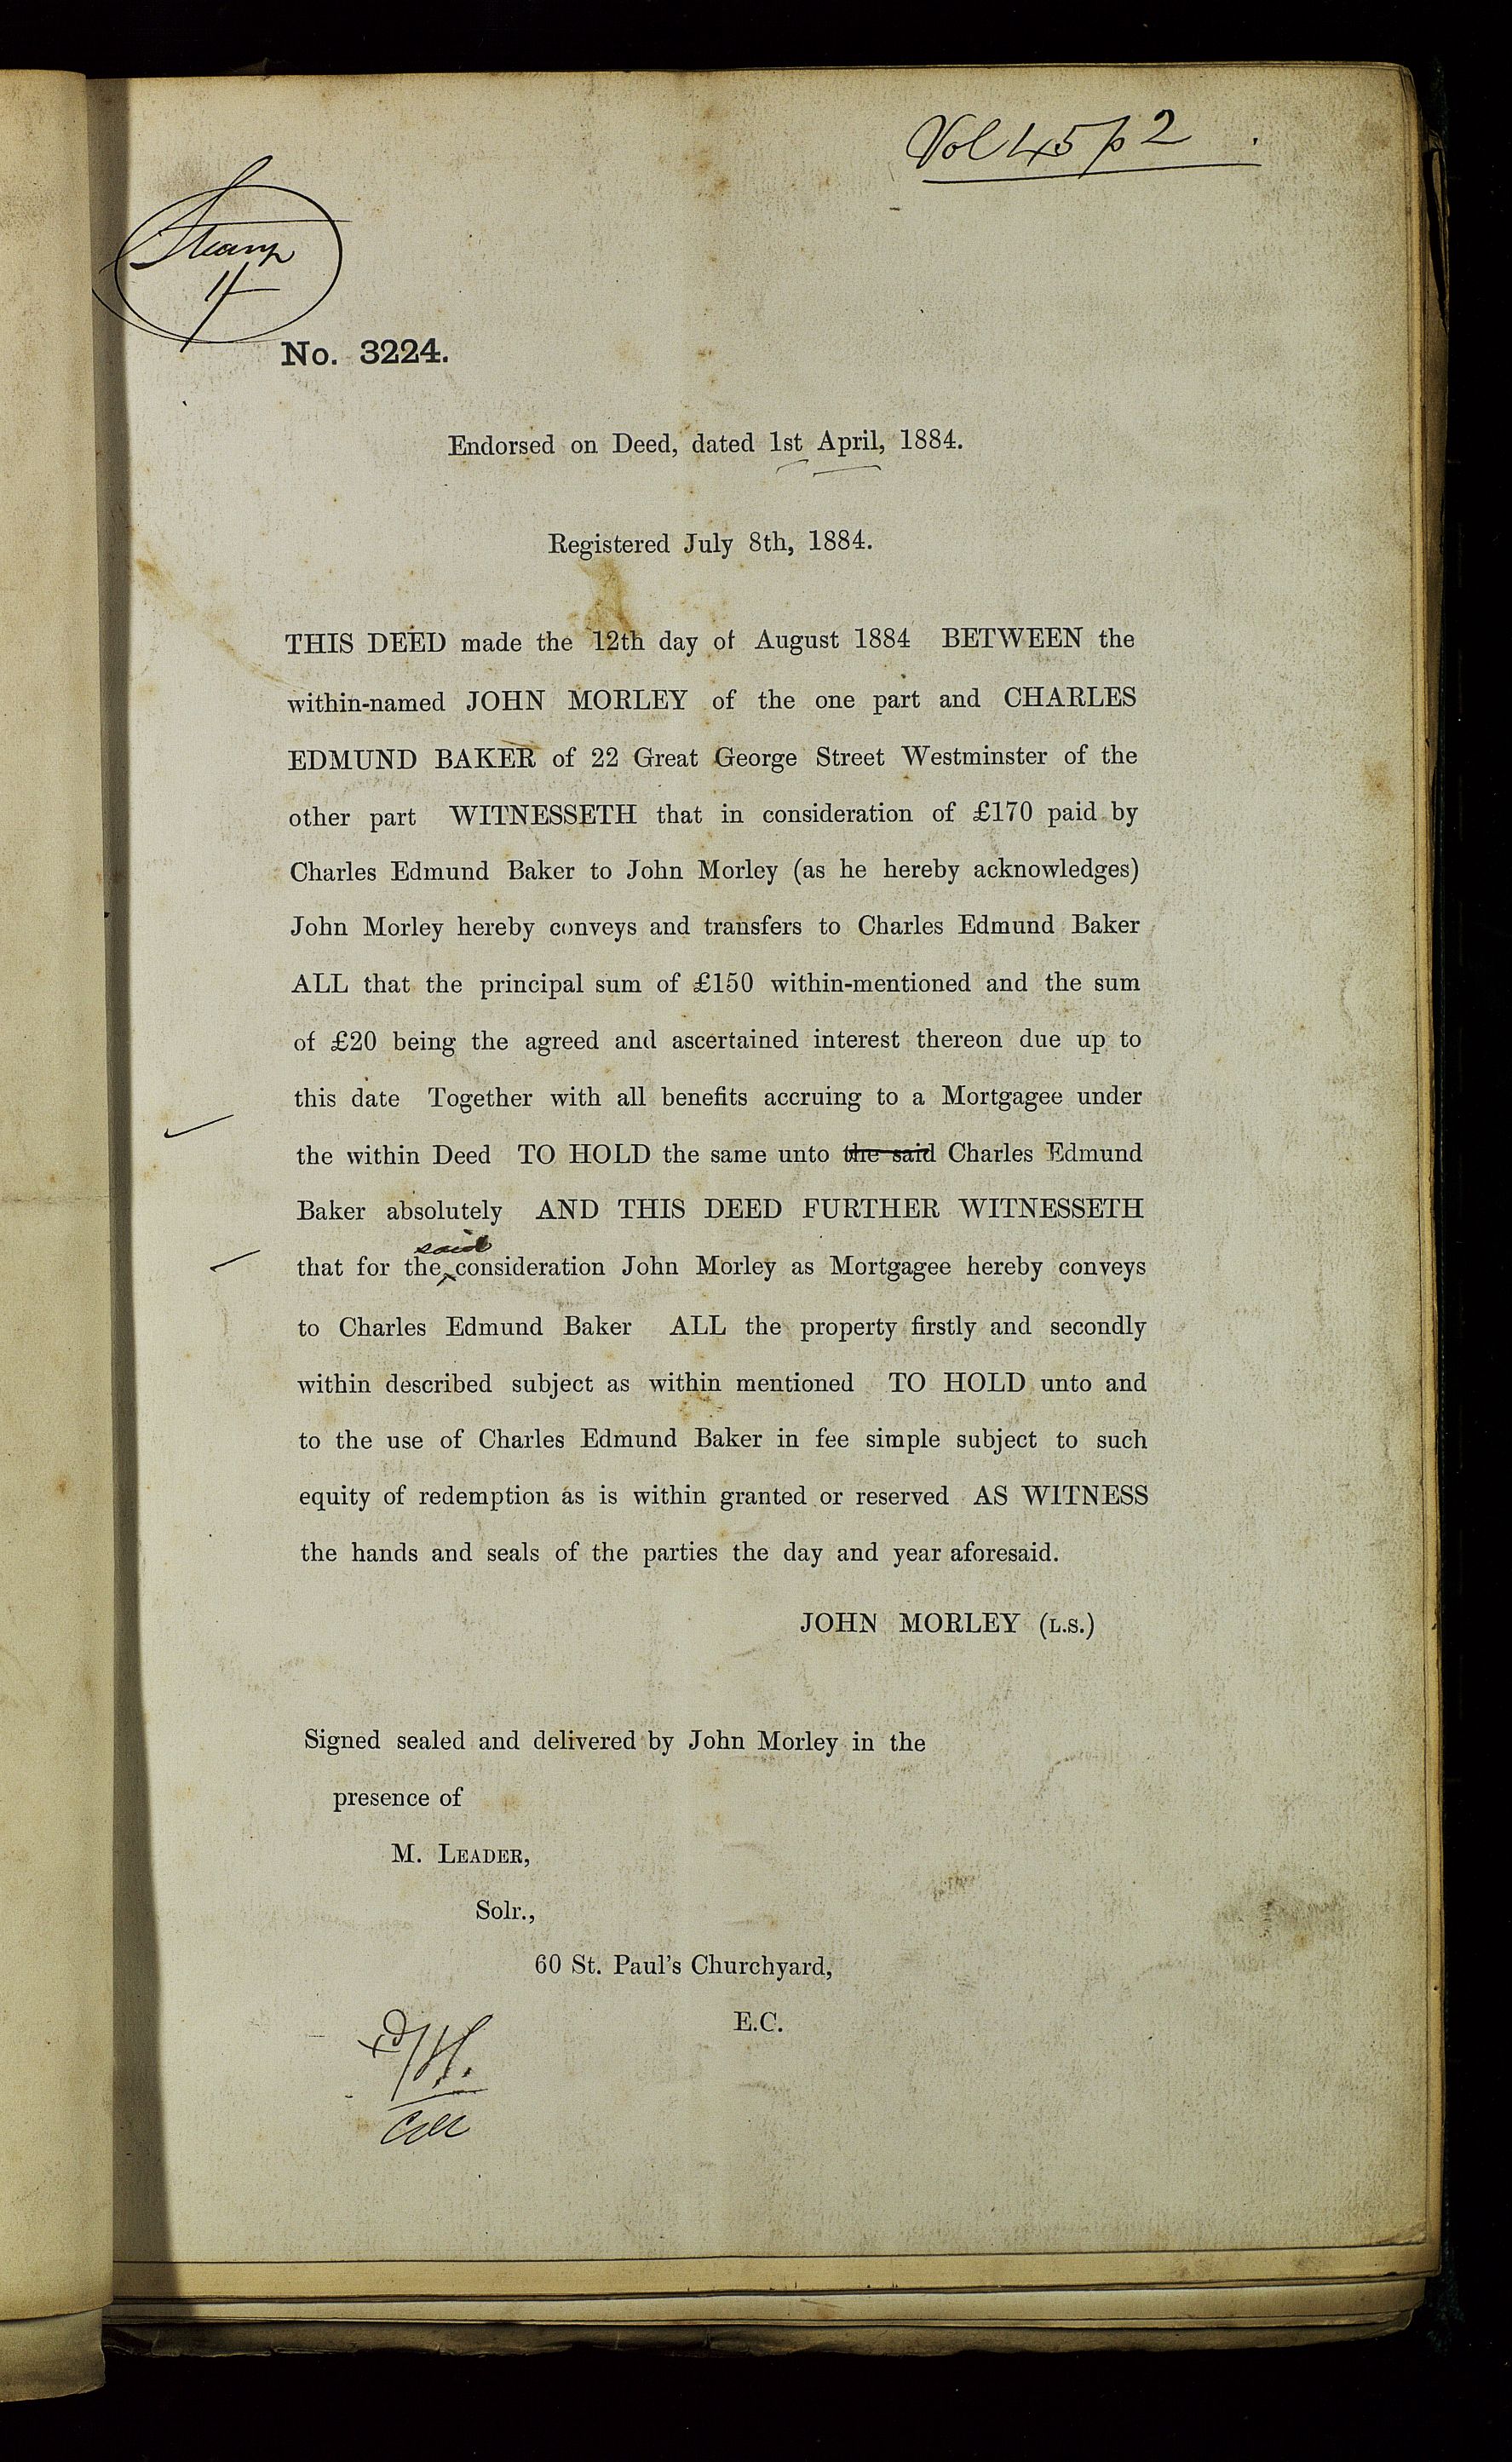 Vol 45 p 2
Stamp
1/
No. 3224.
Endorsed on Deed, dated 1st April, 1884.
Registered July 8th, 1884.
THIS DEED made the 12th day of August 1884 BETWEEN the
within-named JOHN MORLEY of the one part and CHARLES
EDMUND BAKER of 22 Great George Street Westminster of the
other part WITNESSETH that in consideration of £170 paid by
Charles Edmund Baker to John Morley (as he hereby acknowledges)
John Morley hereby conveys and transfers to Charles Edmund Baker
ALL that the principal sum of £150 within-mentioned and the sum
of £20 being the agreed and ascertained interest thereon due up to
this date Together with all benefits accruing to a Mortgagee under
the within Deed TO HOLD the same unto the said Charles Edmund
Baker absolutely AND THIS DEED FURTHER WITNESSETH
that for the said consideration John Morley as Mortgagee hereby conveys
to Charles Edmund Baker ALL the property firstly and secondly
within described subject as within mentioned TO HOLD unto and
to the use of Charles Edmund Baker in fee simple subject to such
equity of redemption as is within granted or reserved AS WITNESS
the hands and seals of the parties the day and year aforesaid.
JOHN MORLEY (L.S.)
Signed sealed and delivered by John Morley in the
presence of
M. LEADER,
Solr.,
60 St. Paul's Churchyard,
E.C.